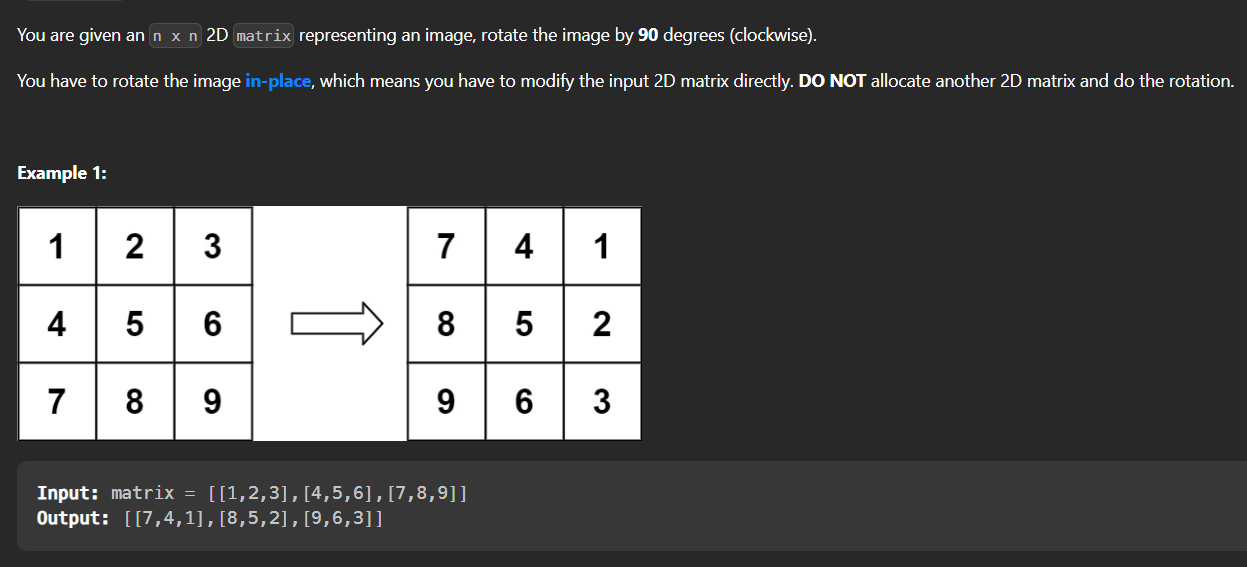 You are given an n x n 2D matrix representing an image, rotate the image by 90 degrees (clockwise).
You have to rotate the image in-place, which means you have to modify the input 2D matrix directly. DO NOT allocate another 2D matrix and do the rotation.
Example 1:
1 2 3 7 4 1
4 5 6 8 5 2
7 8 9 9 6 3
Input: matrix = [[1,2,3],[4,5,6],[7,8,9]]
Output: [[7,4,1],[8,5,2],[9,6,3]]